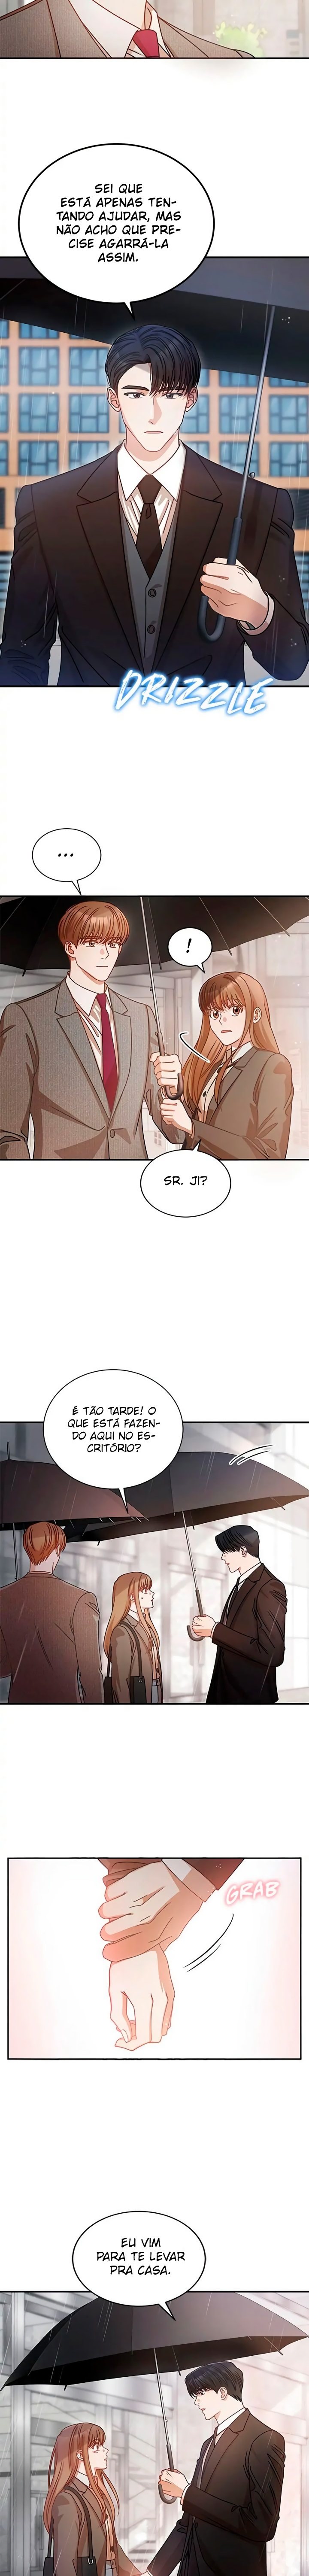 SEI QUE
ESTÁ APENAS TEN-
TANDO AJUDAR, MAS
NÃO ACHO QUE PRE-
CISE AGARRÁ-LA
ASSIM.
DRIZZLE
...
!
SR. JI?
É TÃO TARDE! O
QUE ESTÁ FAZEN-
DO AQUI NO ES-
CRITÓRIO?
GRAB
EU VIM
PARA TE LEVAR
PRA CASA.